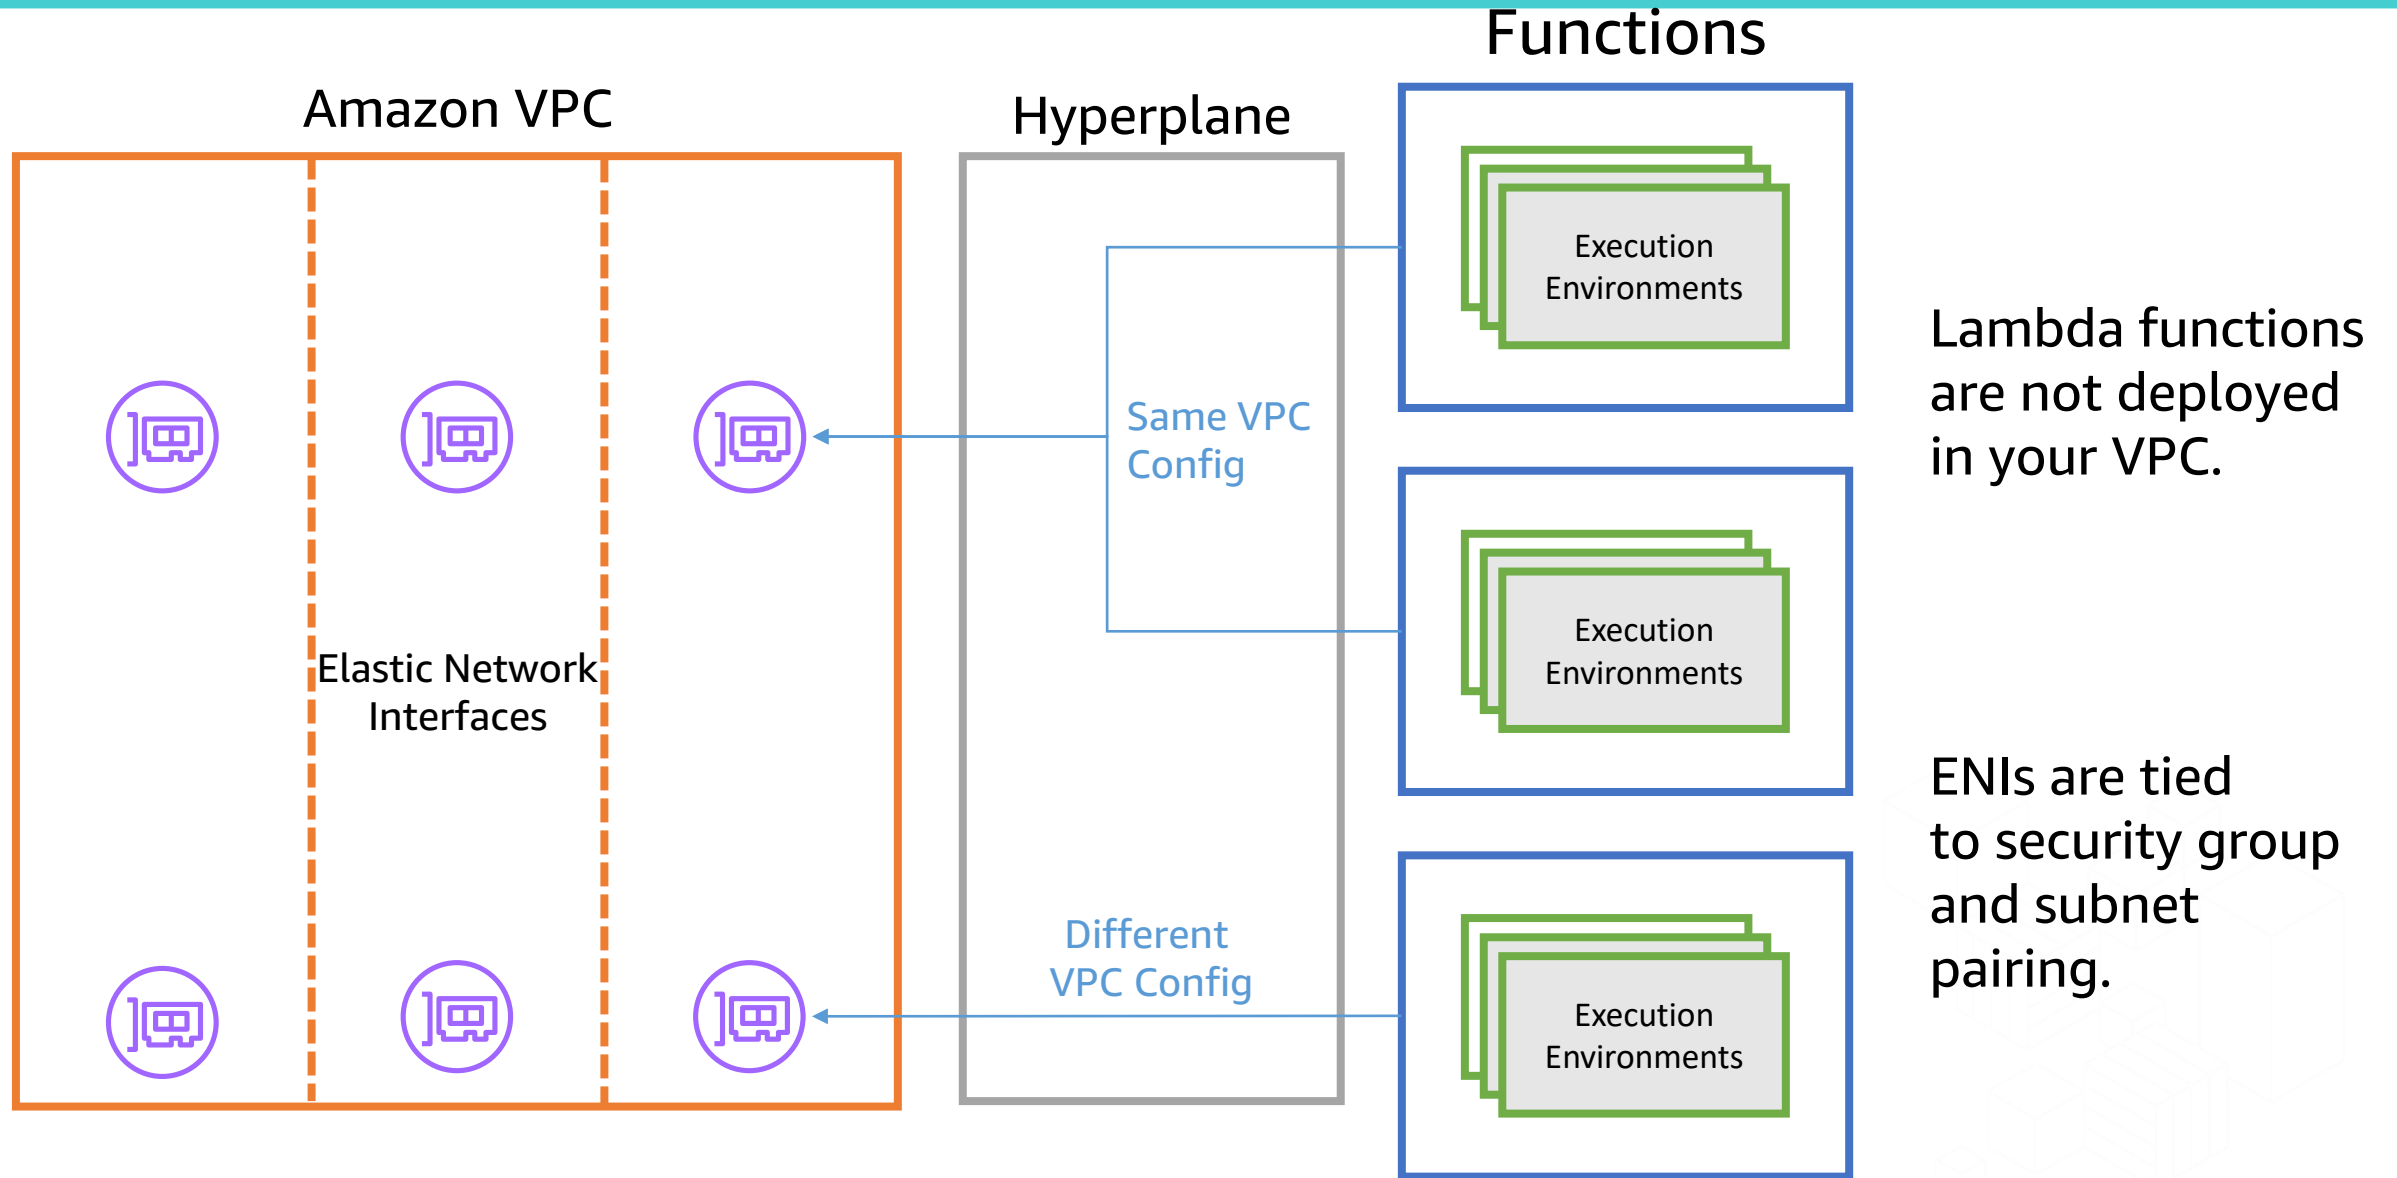 Functions
Amazon VPC
Hyperplane
Execution
Environments
Same VPC
Config
Lambda functions
are not deployed
in your VPC.
Execution
Environments
Elastic Network
Interfaces
ENIs are tied
to security group
and subnet
pairing.
Different
VPC Config
Execution
Environments